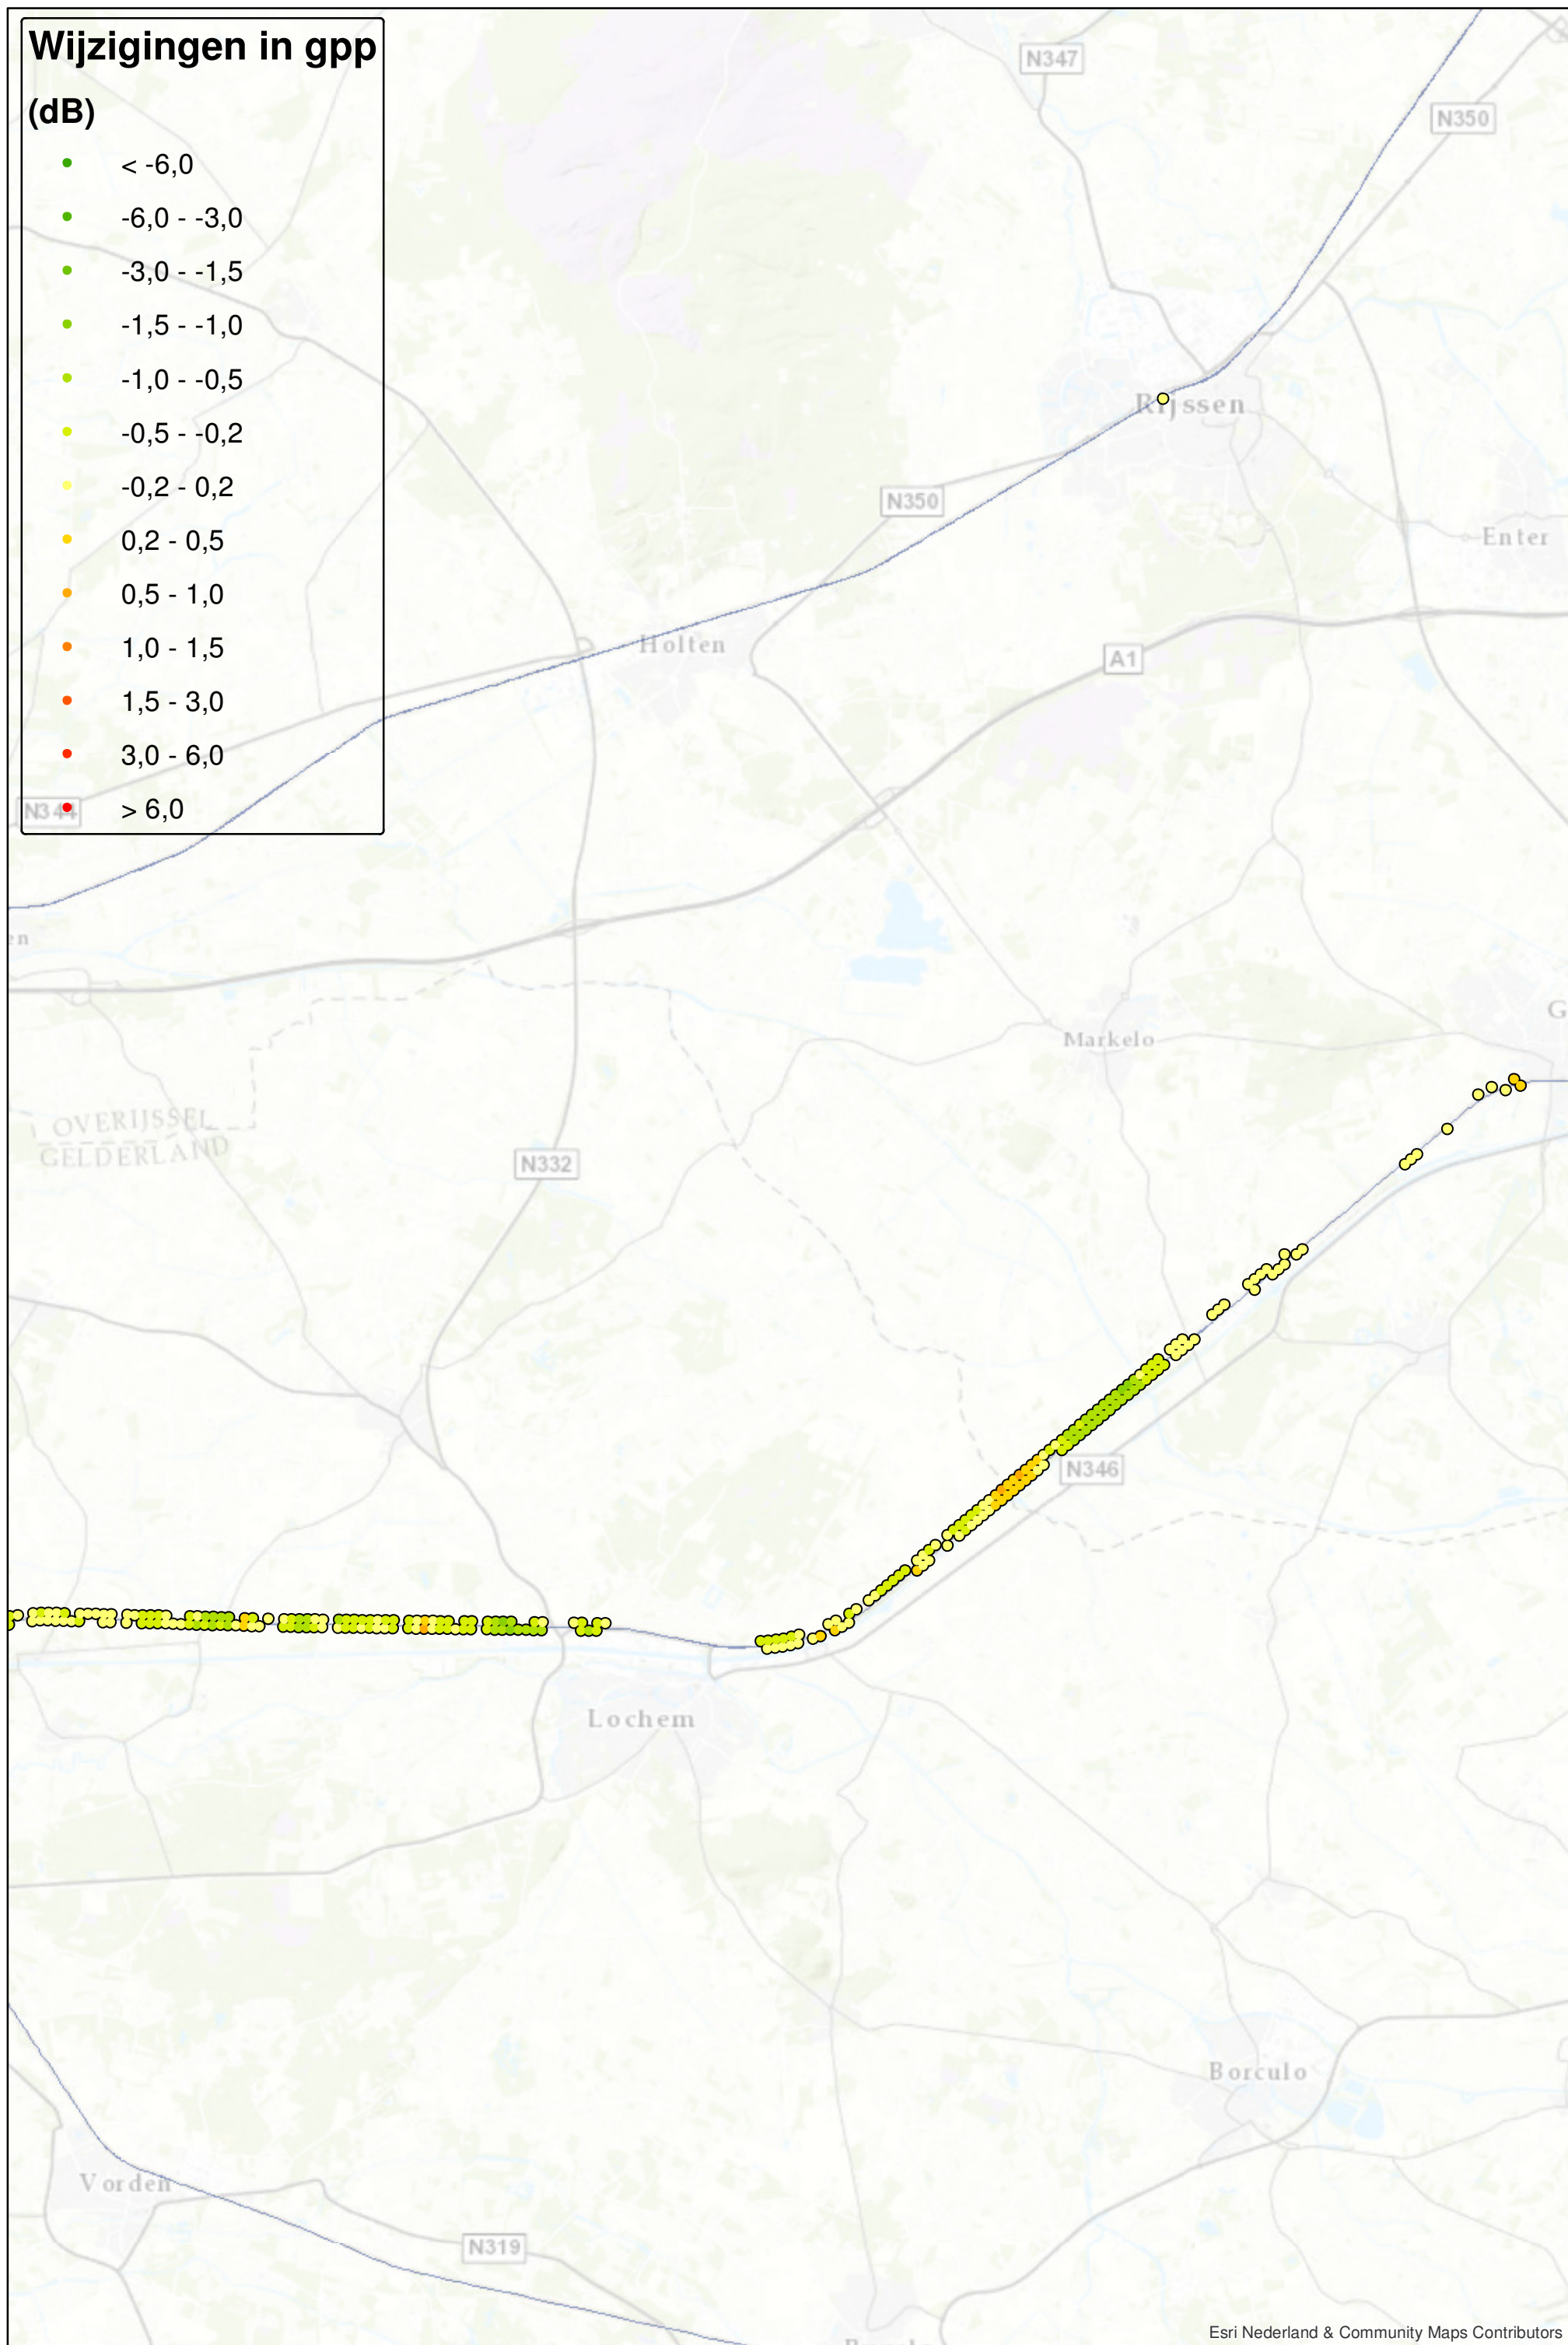 Wijzigingen in gpp
(dB)
< -6,0
-6,0 - -3,0
-3,0 - -1,5
-1,5 - -1,0
-1,0 - -0,5
-0,5 - -0,2
-0,2 - 0,2
0,2 - 0,5
0,5 - 1,0
1,0 - 1,5
1,5 - 3,0
3,0 - 6,0
> 6,0
N347
N350
Rijssen
N350
Enter
Holten
A1
N344
en
G
Markelo
OVERIJSSEL
GELDERLAND
N332
N346
Lochem
Borculo
Vorden
N319
Esri Nederland & Community Maps Contributors